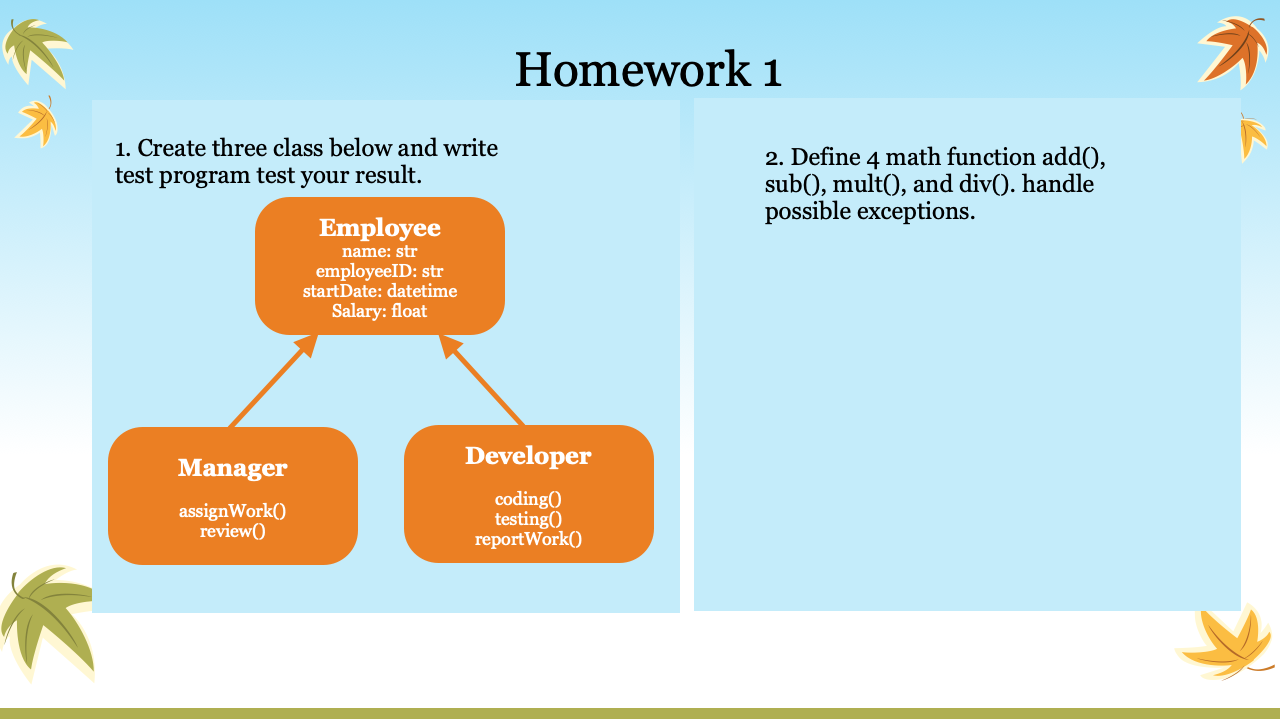 Homework 1
1. Create three class below and write
test program test your result.
Employee
name: str
employeeID: str
startDate: datetime
Salary: float
Manager
assignWork()
review()
Developer
coding()
testing()
reportWork()
2. Define 4 math function add(),
sub(), mult(), and div(). handle
possible exceptions.